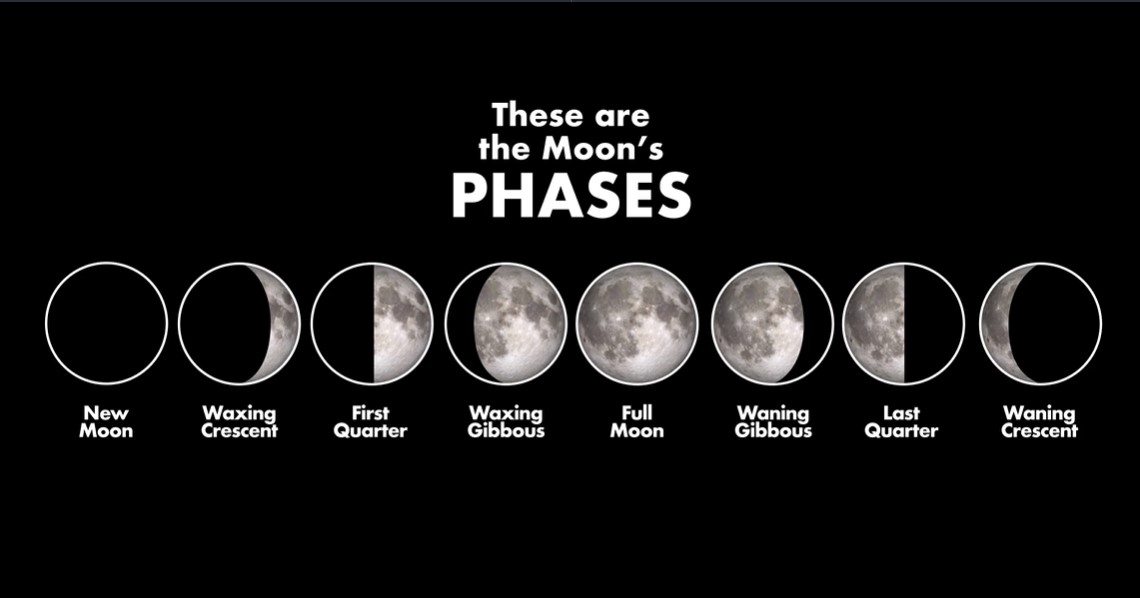 These are
the Moon's
PHASES
New
Moon
Waxing
Crescent
First
Quarter
Waxing
Gibbous
Full
Moon
Waning
Gibbous
Last
Quarter
Waning
Crescent